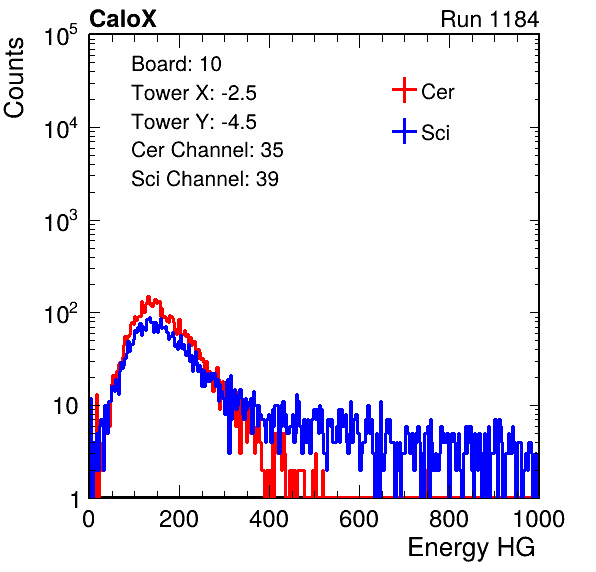 CaloX Run 1184
Board: 10
Tower X: -2.5
Tower Y: -4.5
Cer Channel: 35
Sci Channel: 39
Cer
Sci
Counts
10^5
10^4
10^3
10^2
10
1
0 200 400 600 800 1000
Energy HG